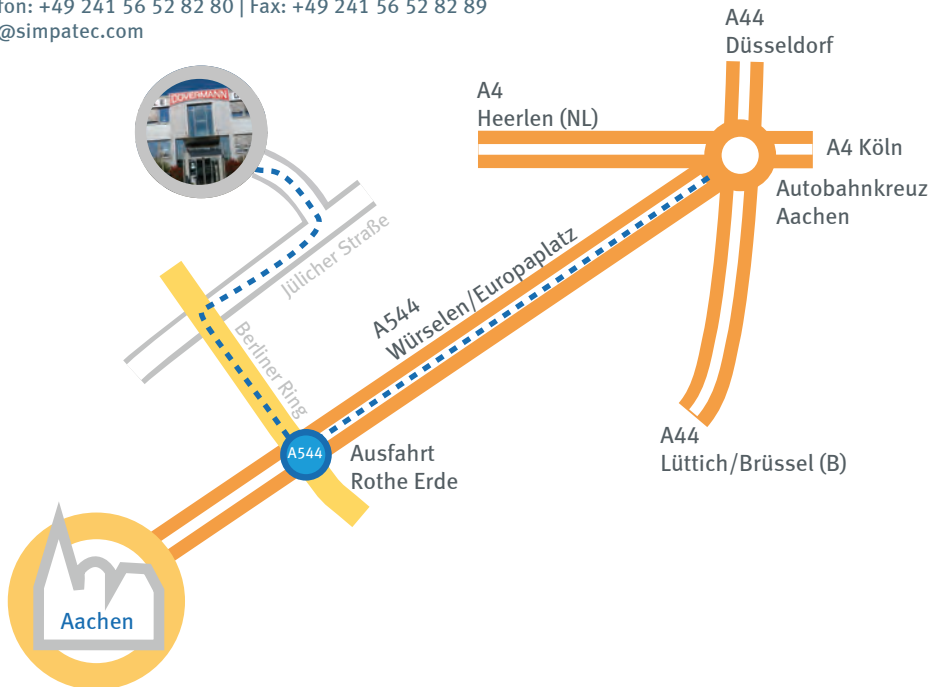 fon: +49 241 56 52 82 80 | Fax: +49 241 56 52 82 89
@simpatec.com
A44
Düsseldorf
A4
Heerlen (NL)
A4 Köln
Autobahnkreuz
Aachen
Jülicher Straße
A544
Würselen/Europaplatz
Berliner Ring
A544
Ausfahrt
Rothe Erde
A44
Lüttich/Brüssel (B)
Aachen